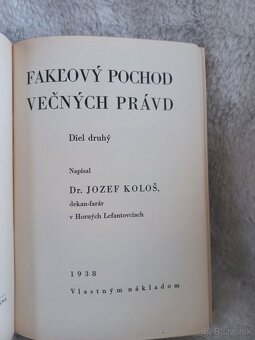 FAKĽOVÝ POCHOD
VEČNÝCH PRÁVD
Diel druhý
Napísal
Dr. JOZEF KOLOŠ,
dekan-farár
v Horných Lefantovciach
1938
Vlastným nákladom